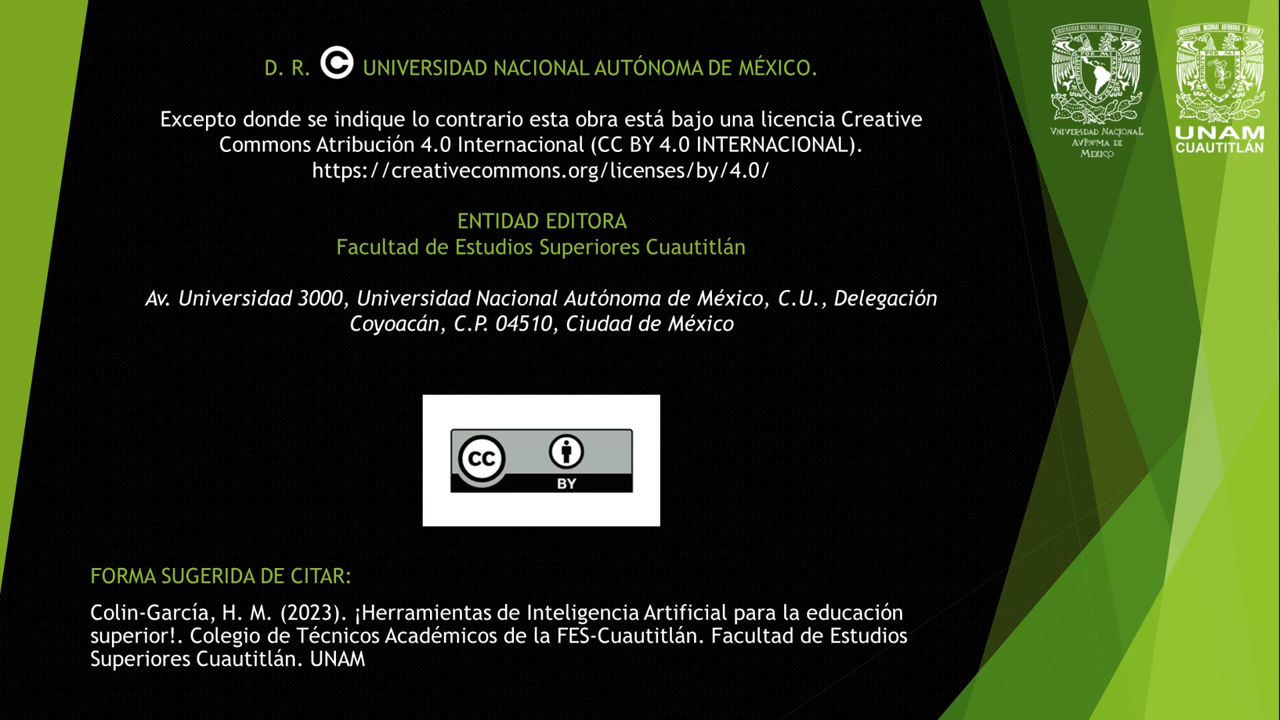 D. R. © UNIVERSIDAD NACIONAL AUTÓNOMA DE MÉXICO.
Excepto donde se indique lo contrario esta obra está bajo una licencia Creative
Commons Atribución 4.0 Internacional (CC BY 4.0 INTERNACIONAL).
https://creativecommons.org/licenses/by/4.0/
ENTIDAD EDITORA
Facultad de Estudios Superiores Cuautitlán
Av. Universidad 3000, Universidad Nacional Autónoma de México, C.U., Delegación
Coyoacán, C.P. 04510, Ciudad de México
CC
BY
FORMA SUGERIDA DE CITAR:
Colin-García, H. M. (2023). ¡Herramientas de Inteligencia Artificial para la educación
superior!. Colegio de Técnicos Académicos de la FES-Cuautitlán. Facultad de Estudios
Superiores Cuautitlán. UNAM
VNIVERSIDAD NACIONAL
MEXICO
UNAM
CUAUTITLÁN